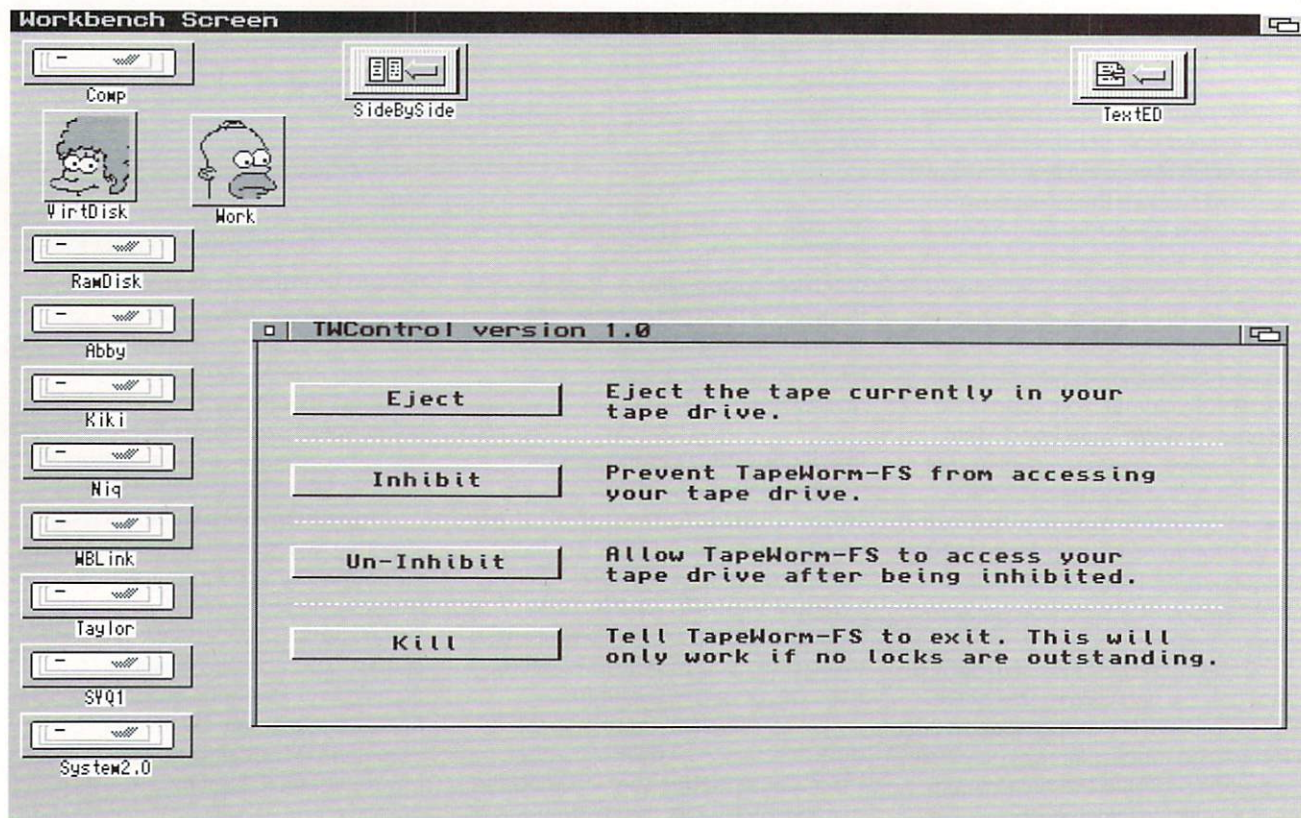 Workbench Screen
Comp
SideBySide
TextED
VirtDisk
Work
RamDisk
Abby
Kiki
Niq
WBLink
Taylor
SYQ1
System2.0
TWControl version 1.0
Eject
Eject the tape currently in your
tape drive.
Inhibit
Prevent TapeWorm-FS from accessing
your tape drive.
Un-Inhibit
Allow TapeWorm-FS to access your
tape drive after being inhibited.
Kill
Tell TapeWorm-FS to exit. This will
only work if no locks are outstanding.